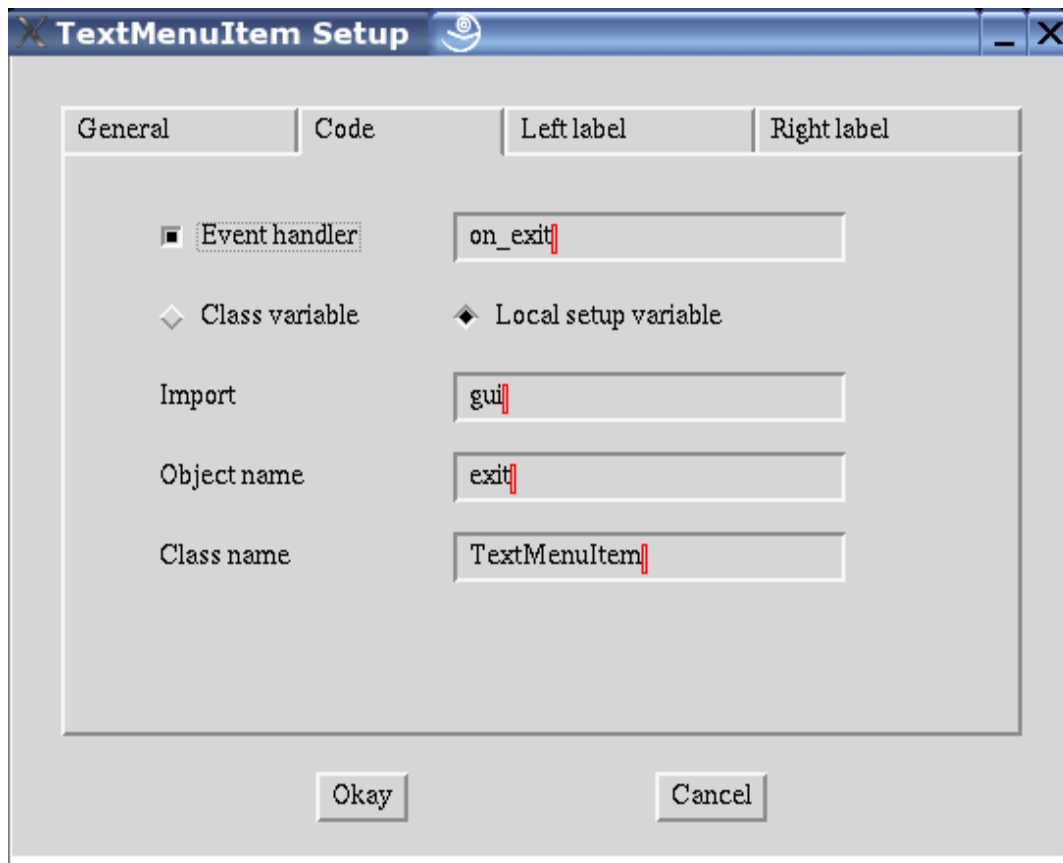 TextMenuItem Setup
General Code Left label Right label
Event handler on_exit
Class variable Local setup variable
Import gui
Object name exit
Class name TextMenuItem
Okay Cancel